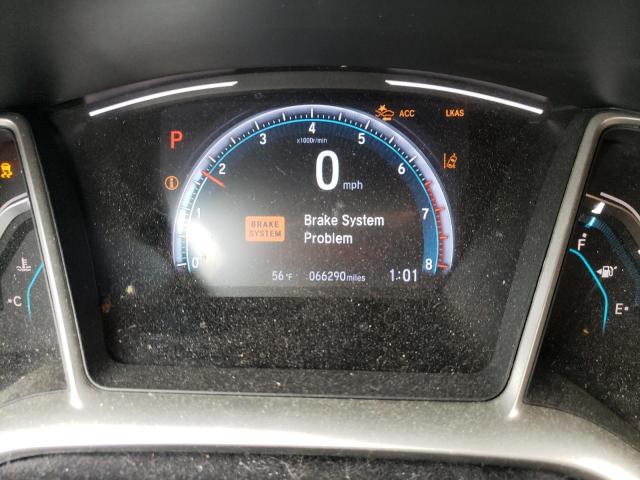 ACC LKAS
P
x1000r/min
0 1 2 3 4 5 6 7 8
0 mph
i
BRAKE
SYSTEM
Brake System
Problem
56°F 066290miles 1:01
C
F
E